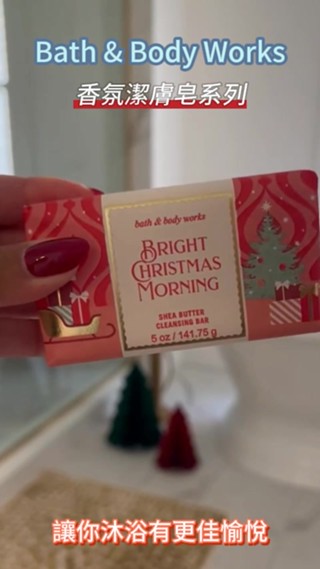 Bath & Body Works
香氛潔膚皂系列
bath & body works
BRIGHT
CHRISTMAS
MORNING
SHEA BUTTER
CLEANSING BAR
5 oz / 141.75 g
讓你沐浴有更佳愉悅